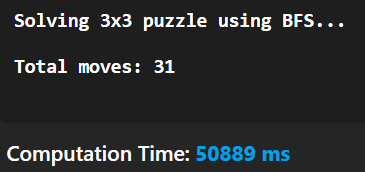 Solving 3x3 puzzle using BFS...
Total moves: 31
Computation Time: 50889 ms